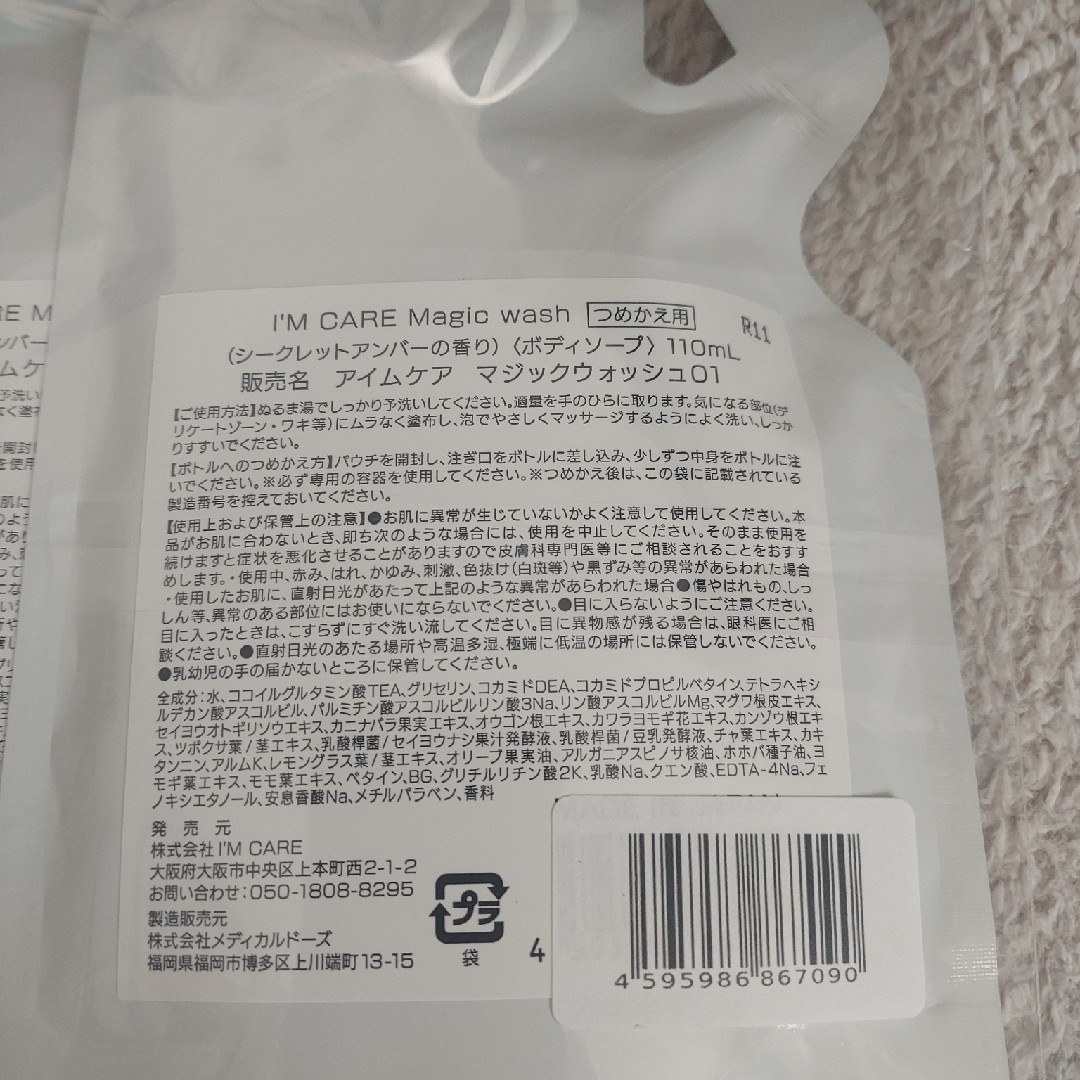 I'M CARE Magic wash つめかえ用
R11
(シークレットアンバーの香り)〈ボディソープ〉110mL
販売名 アイムケア マジックウォッシュ01
【ご使用方法】ぬるま湯でしっかり予洗いしてください。適量を手のひらに取ります。気になる部位(デ
リケートゾーン・ワキ等)にムラなく塗布し、泡でやさしくマッサージするようによく洗い、しっか
りすすいでください。
【ボトルへのつめかえ方】パウチを開封し、注ぎ口をボトルに差し込み、少しずつ中身をボトルに注
いでください。※必ず専用の容器を使用してください。※つめかえ後は、この袋に記載されている
製造番号を控えておいてください。
【使用上および保管上の注意】●お肌に異常が生じていないかよく注意して使用してください。本
品がお肌に合わないとき、即ち次のような場合には、使用を中止してください。そのまま使用を
続けますと症状を悪化させることがありますので皮膚科専門医等にご相談されることをおすす
めします。・使用中、赤み、はれ、かゆみ、刺激、色抜け(白斑等)や黒ずみ等の異常があらわれた場合
・使用したお肌に、直射日光があたって上記のような異常があらわれた場合●傷やはれもの、しっ
しん等、異常のある部位にはお使いにならないでください。●目に入らないようにご注意ください。
目に入ったときは、こすらずにすぐ洗い流してください。目に異物感が残る場合は、眼科医にご相
談ください。●直射日光のあたる場所や高温多湿、極端に低温の場所には保管しないでください。
●乳幼児の手の届かないところに保管してください。
全成分:水、ココイルグルタミン酸TEA、グリセリン、コカミドDEA、コカミドプロピルベタイン、テトラヘキシ
ルデカン酸アスコルビル、パルミチン酸アスコルビルリン酸3Na、リン酸アスコルビルMg、マグワ根皮エキス、
セイヨウオトギリソウエキス、カニナバラ果実エキス、オウゴン根エキス、カワラヨモギ花エキス、カンゾウ根エキ
ス、ツボクサ葉/茎エキス、乳酸桿菌/セイヨウナシ果汁発酵液、乳酸桿菌/豆乳発酵液、チャ葉エキス、カキ
タンニン、アルムK、レモングラス葉/茎エキス、オリーブ果実油、アルガニアスピノサ核油、ホホバ種子油、ヨ
モギ葉エキス、モモ葉エキス、ベタイン、BG、グリチルリチン酸2K、乳酸Na、クエン酸、EDTA-4Na、フェ
ノキシエタノール、安息香酸Na、メチルパラベン、香料
発売元
株式会社I'M CARE
大阪府大阪市中央区上本町西2-1-2
お問い合わせ:050-1808-8295
製造販売元
株式会社メディカルドーズ
福岡県福岡市博多区上川端町13-15
プラ
袋
4
4 595986 867090